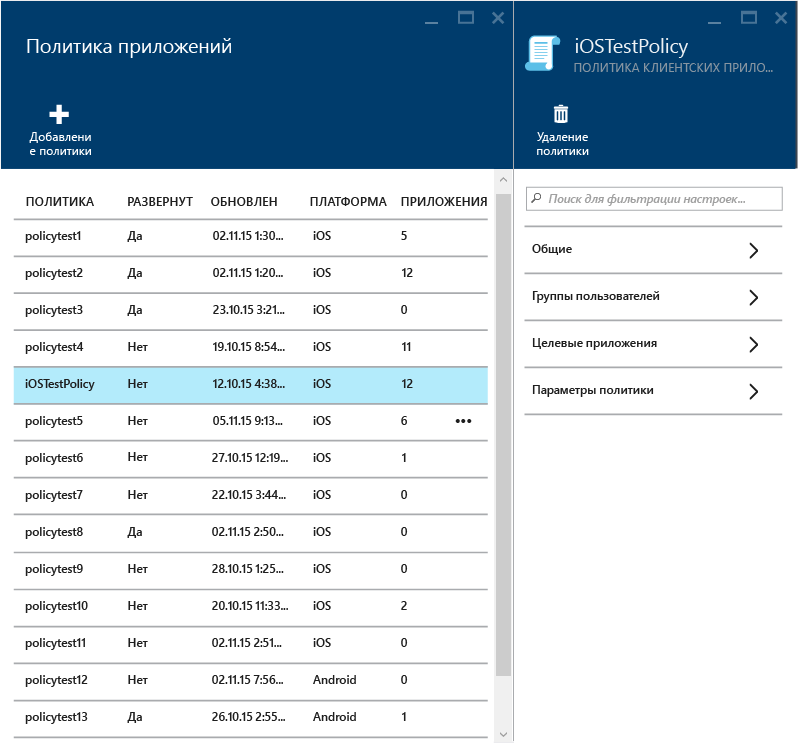 Политика приложений
Добавлени
е политики
ПОЛИТИКА РАЗВЕРНУТ ОБНОВЛЕН ПЛАТФОРМА ПРИЛОЖЕНИЯ
policytest1 Да 02.11.15 1:30... iOS 5
policytest2 Да 02.11.15 1:20... iOS 12
policytest3 Да 23.10.15 3:21... iOS 0
policytest4 Нет 19.10.15 8:54... iOS 11
iOSTestPolicy Нет 12.10.15 4:38... iOS 12
policytest5 Нет 05.11.15 9:13... iOS 6 •••
policytest6 Нет 27.10.15 12:19... iOS 1
policytest7 Нет 22.10.15 3:44... iOS 0
policytest8 Да 02.11.15 2:50... iOS 0
policytest9 Нет 28.10.15 1:25... iOS 0
policytest10 Нет 20.10.15 11:33... iOS 2
policytest11 Нет 02.11.15 2:51... iOS 0
policytest12 Нет 02.11.15 7:56... Android 0
policytest13 Да 26.10.15 2:55... Android 1
iOSTestPolicy
ПОЛИТИКА КЛИЕНТСКИХ ПРИЛО...
Удаление
политики
Поиск для фильтрации настроек...
Общие
Группы пользователей
Целевые приложения
Параметры политики